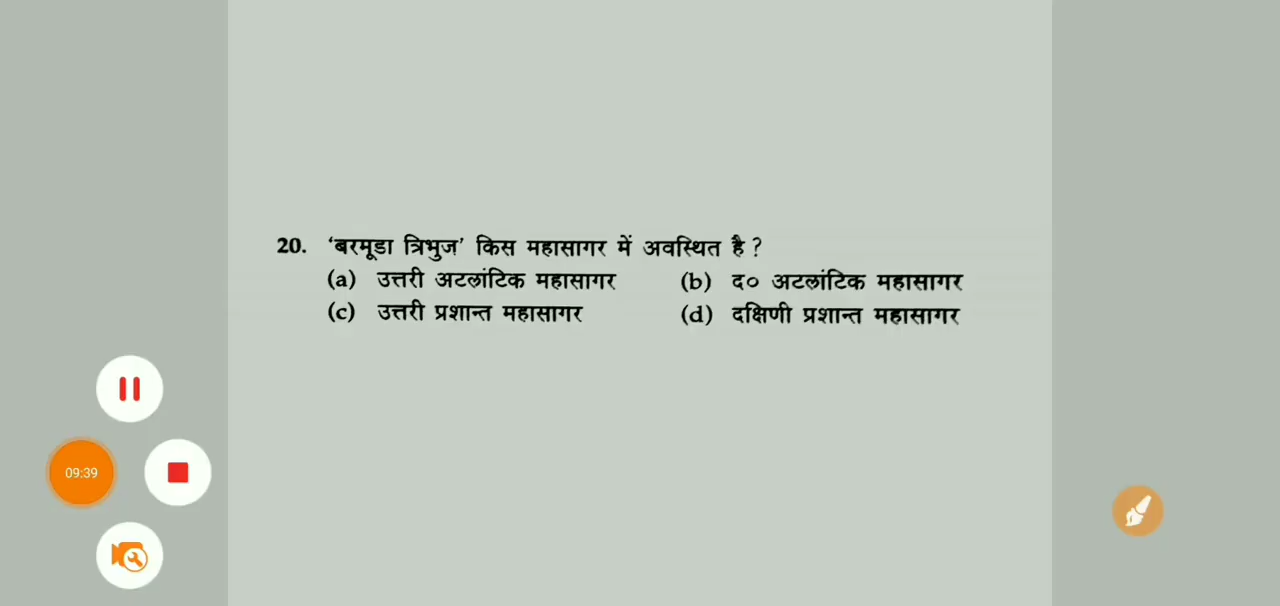 20. 'बरमूडा त्रिभुज' किस महासागर में अवस्थित है ?
(a) उत्तरी अटलांटिक महासागर (b) द० अटलांटिक महासागर
(c) उत्तरी प्रशान्त महासागर (d) दक्षिणी प्रशान्त महासागर
09:39